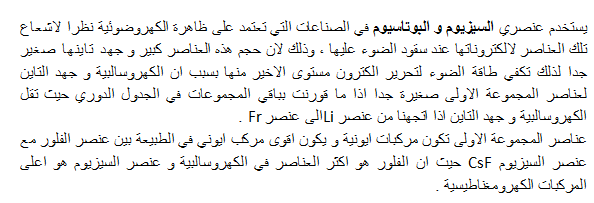 يستخدم عنصري السيزيوم و البوتاسيوم في الصناعات التي تعتمد على ظاهرة الكهروضوئية نظرا لاشعاع
تلك العناصر لالكتروناتها عند سقود الضوء عليها ، وذلك لان حجم هذه العناصر كبير و جهد تاينها صغير
جدا لذلك تكفي طاقة الضوء لتحرير الكترون مستوى الاخير منها بسبب ان الكهروسالبية و جهد التاين
لعناصر المجموعة الاولى صغيرة جدا اذا ما قورنت بباقي المجموعات في الجدول الدوري حيث تقل
الكهروسالبية و جهد التاين اذا اتجهنا من عنصر Liالى عنصر Fr .
عناصر المجموعة الاولى تكون مركبات ايونية و يكون اقوى مركب ايوني في الطبيعة بين عنصر الفلور مع
عنصر السيزيوم CsF حيث ان الفلور هو اكثر العناصر في الكهروسالبية و عنصر السيزيوم هو اعلى
المركبات الكهرومغناطيسية .